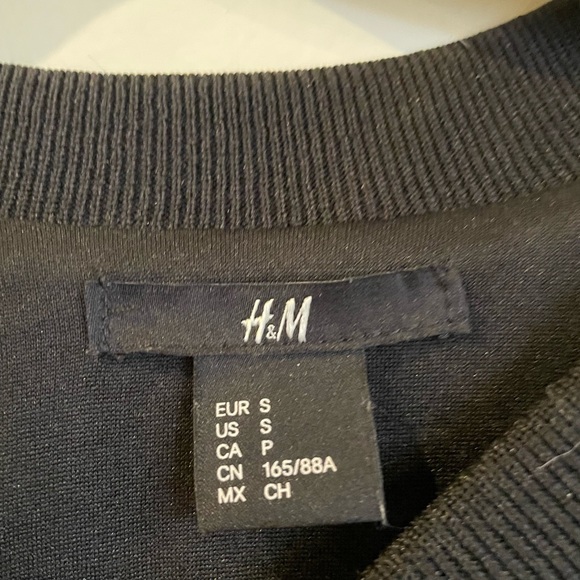 H&M
EUR S
US S
CA P
CN 165/88A
MX CH